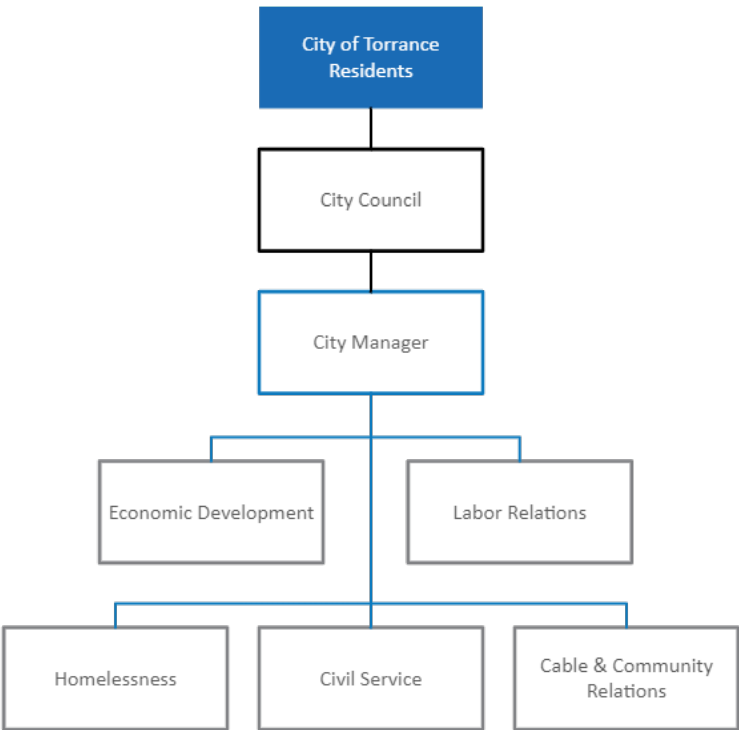 City of Torrance
Residents
City Council
City Manager
Economic Development
Labor Relations
Homelessness
Civil Service
Cable & Community
Relations